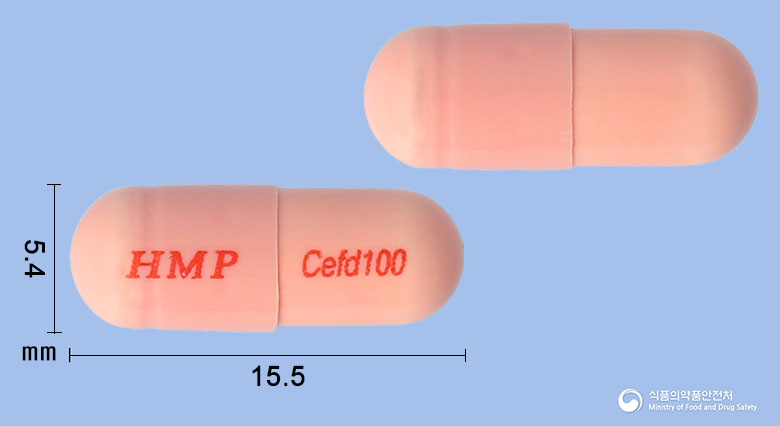 HMP Cefd100
5.4
mm
15.5
식품의약품안전처
Ministry of Food and Drug Safety